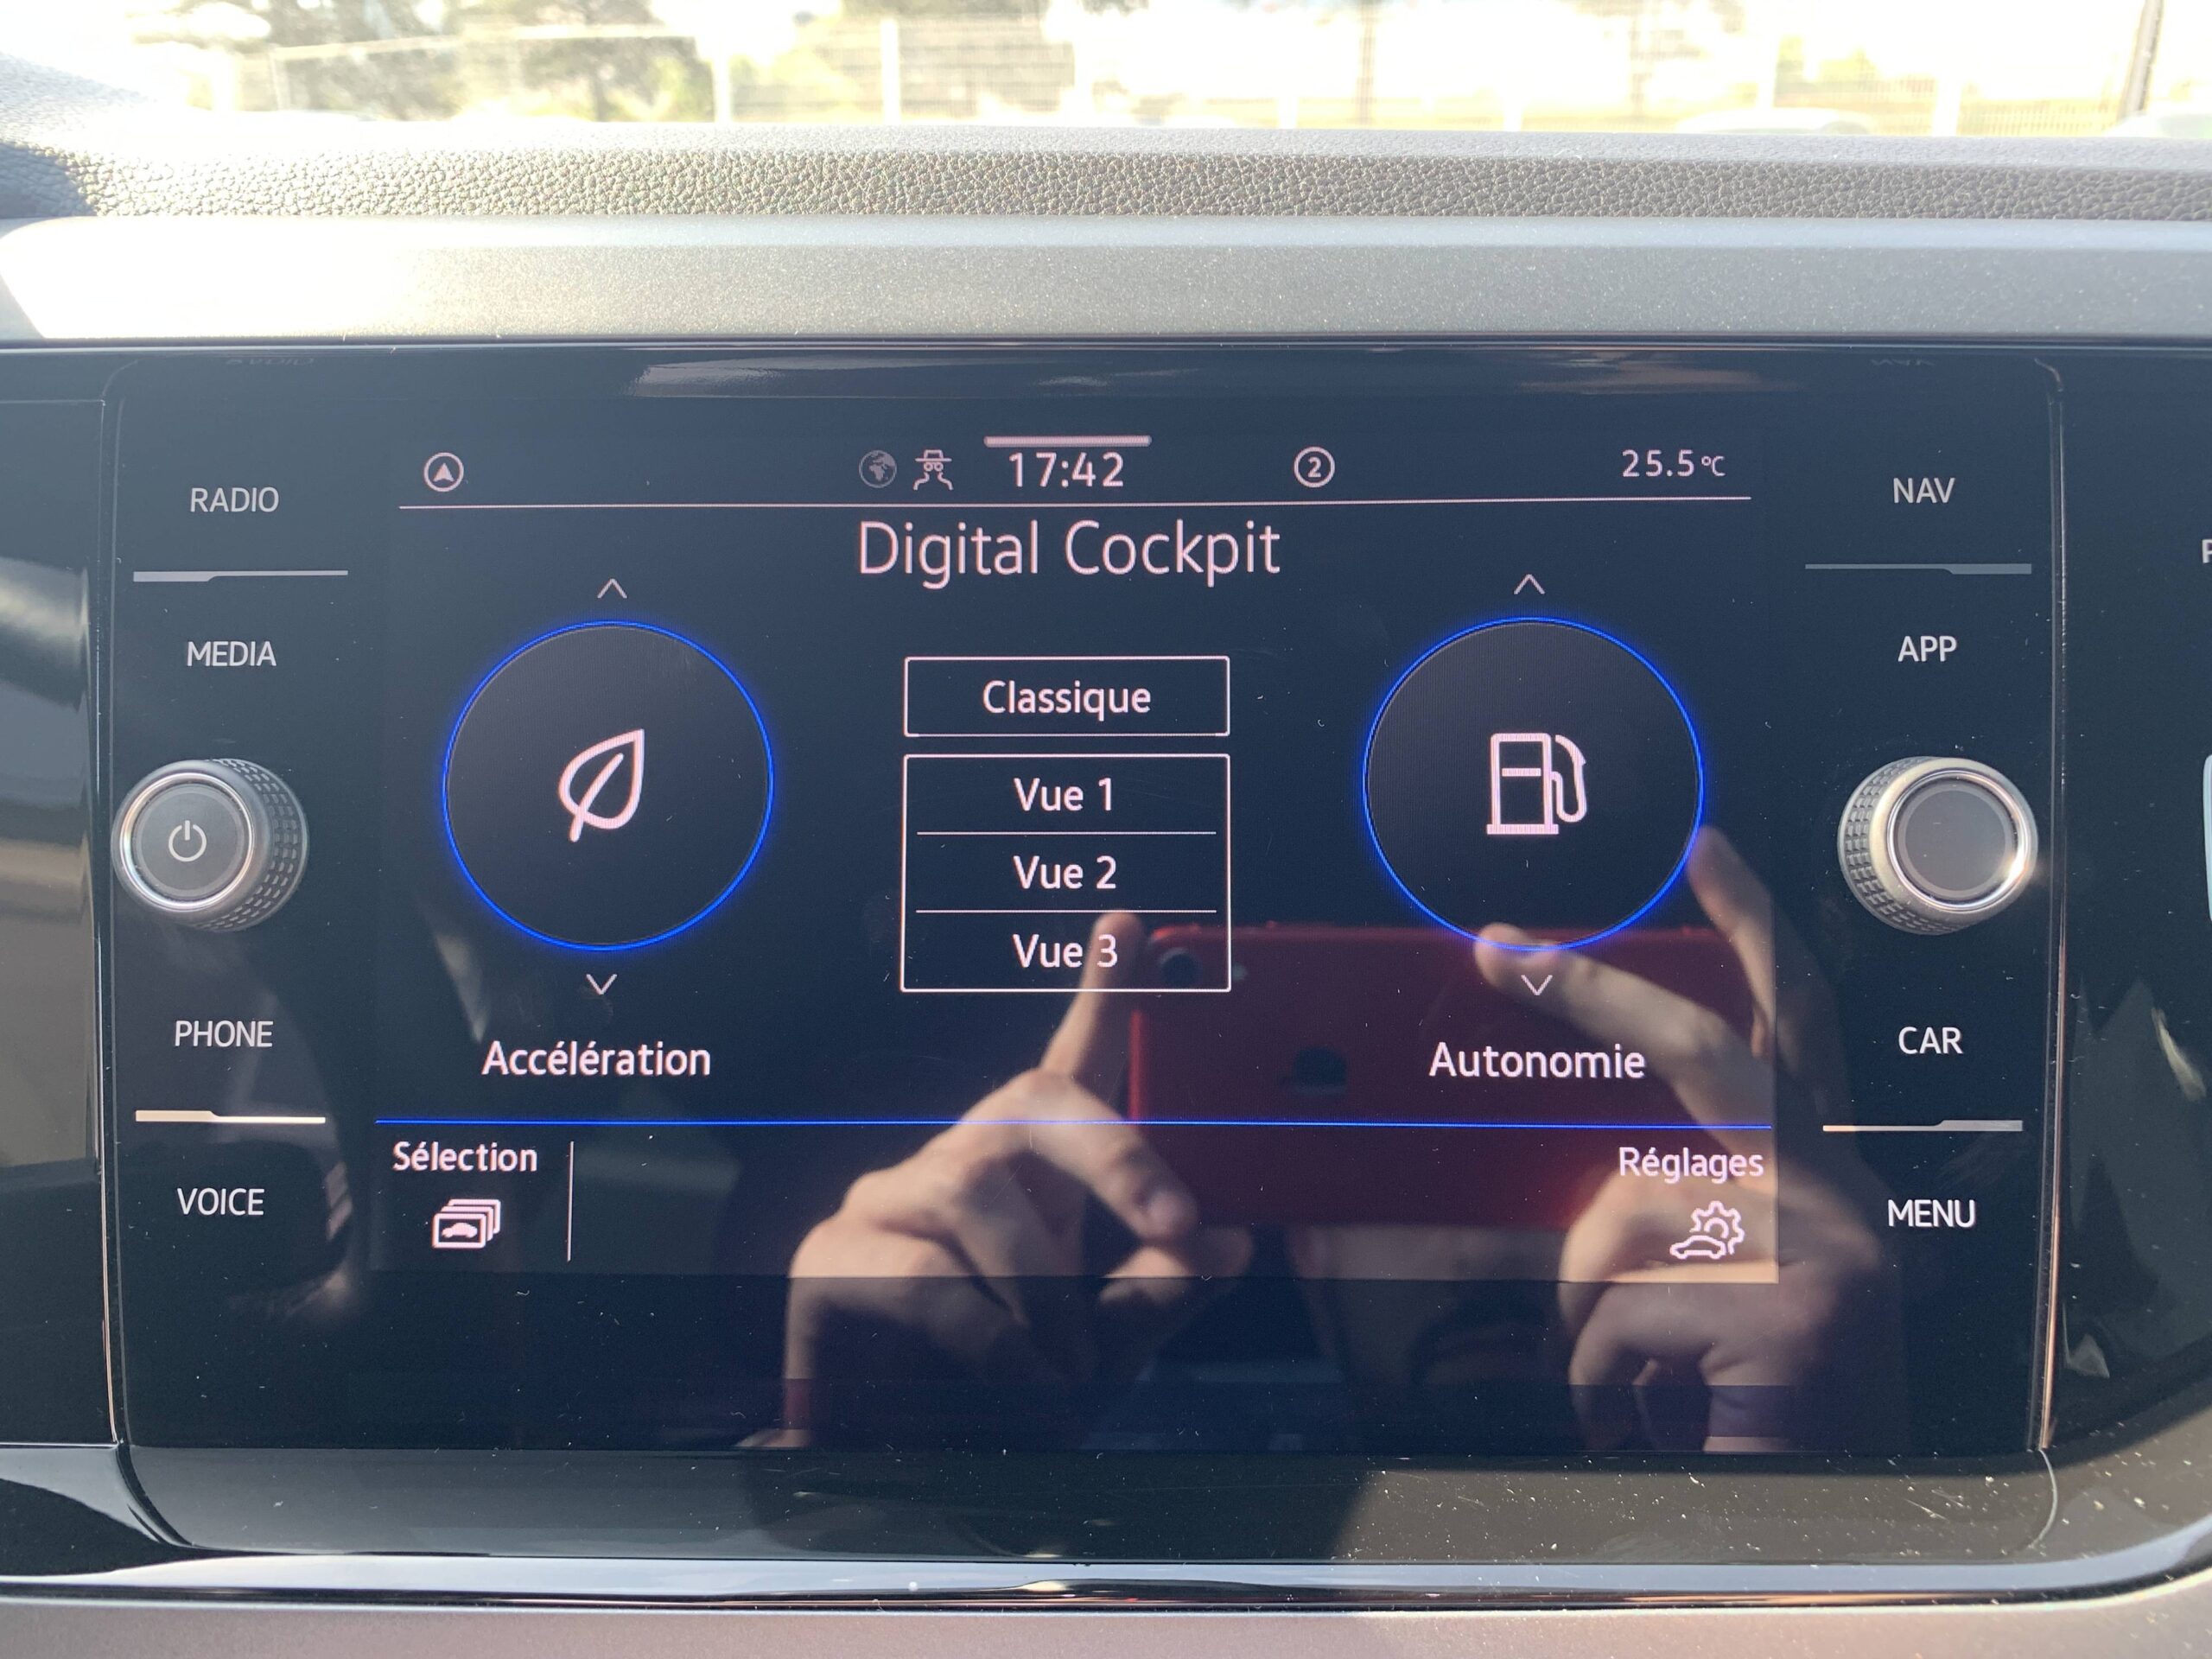 17:42
2
25.5°C
RADIO
NAV
Digital Cockpit
MEDIA
APP
Classique
Vue 1
Vue 2
Vue 3
PHONE
CAR
Accélération
Autonomie
Sélection
Réglages
VOICE
MENU